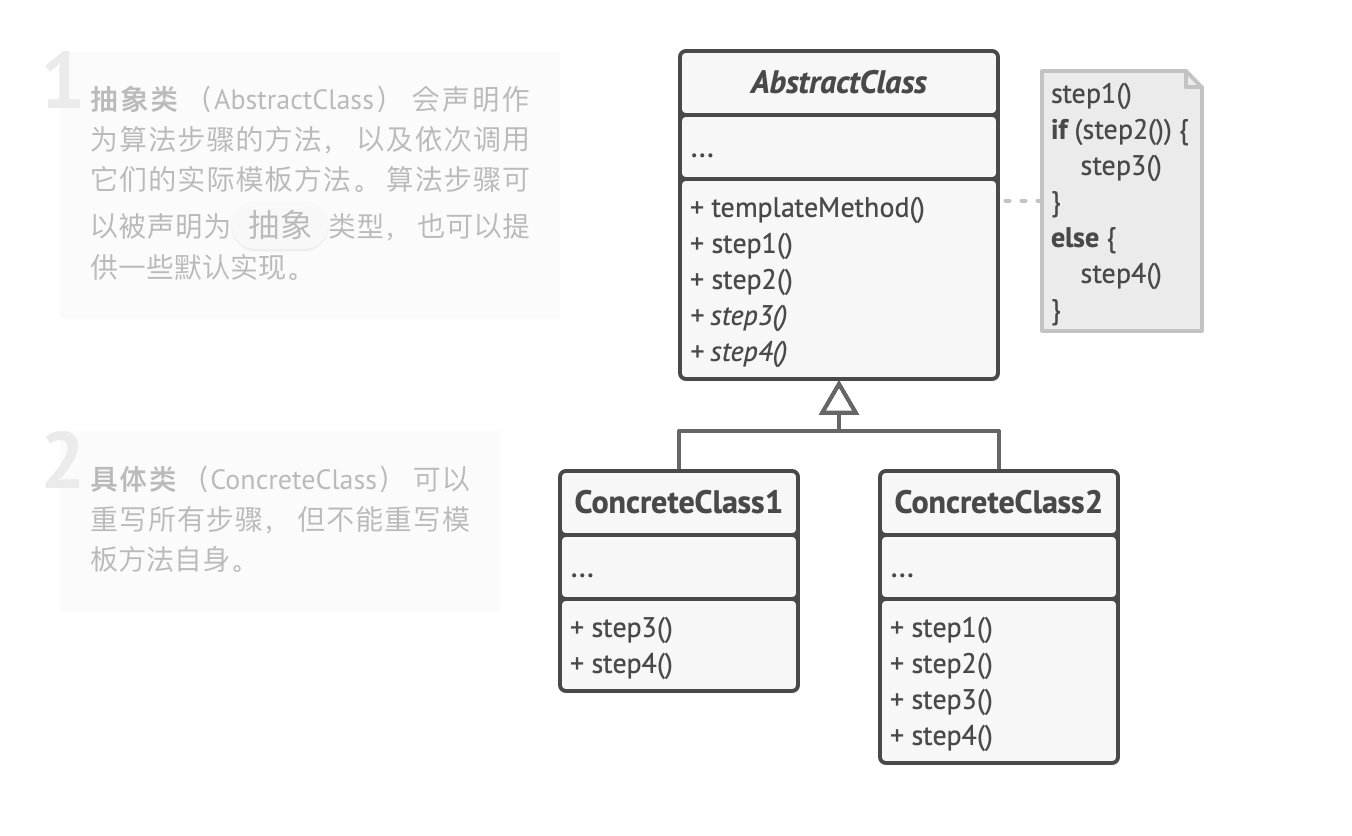 1
抽象类 （AbstractClass） 会声明作
为算法步骤的方法， 以及依次调用
它们的实际模板方法。 算法步骤可
以被声明为 抽象 类型， 也可以提
供一些默认实现。
AbstractClass
...
+ templateMethod()
+ step1()
+ step2()
+ step3()
+ step4()
step1()
if (step2()) {
step3()
}
else {
step4()
}
2
具体类 （ConcreteClass） 可以
重写所有步骤， 但不能重写模
板方法自身。
ConcreteClass1
...
+ step3()
+ step4()
ConcreteClass2
...
+ step1()
+ step2()
+ step3()
+ step4()